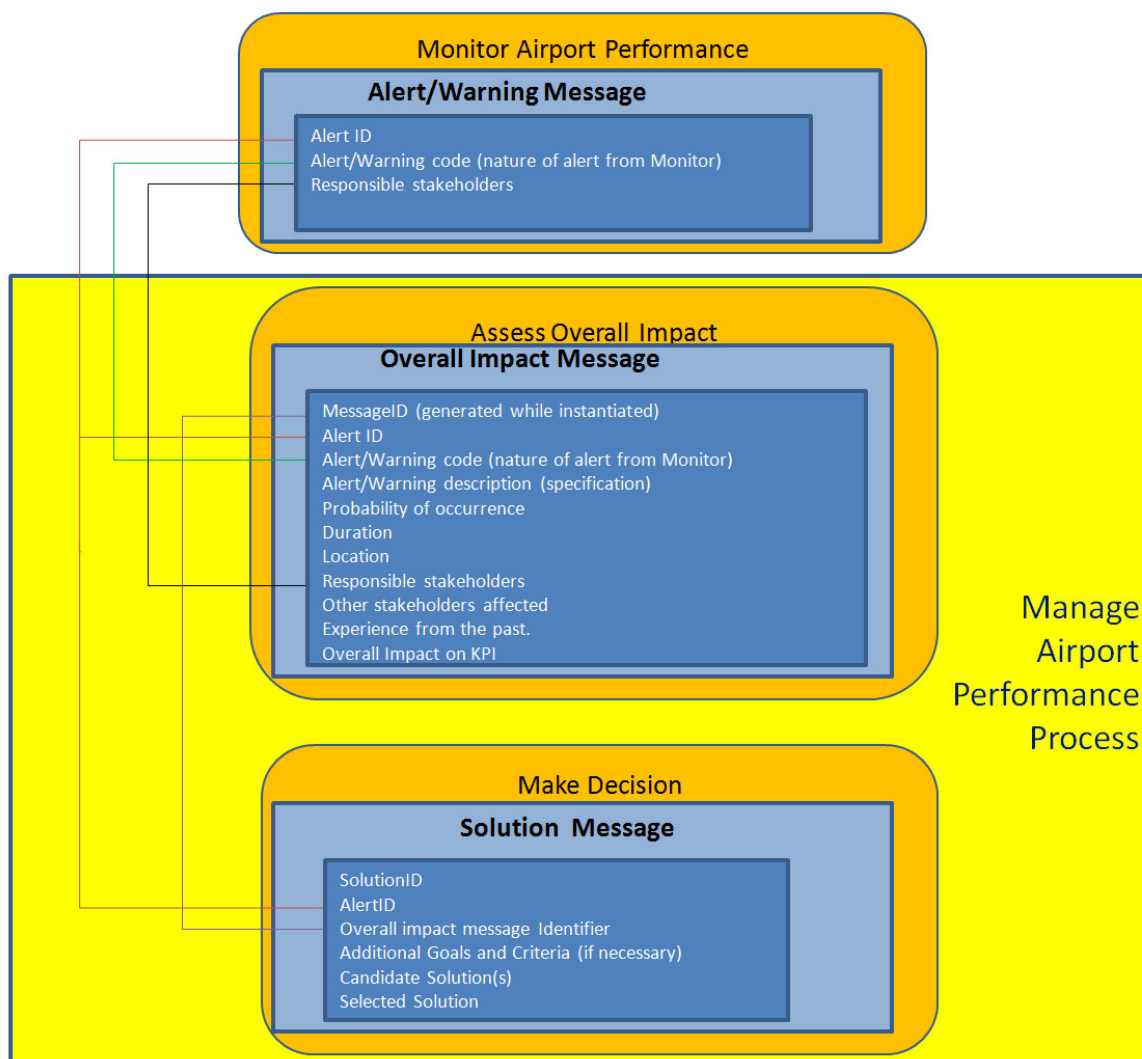 Monitor Airport Performance
Alert/Warning Message
Alert ID
Alert/Warning code (nature of alert from Monitor)
Responsible stakeholders
Assess Overall Impact
Overall Impact Message
MessageID (generated while instantiated)
Alert ID
Alert/Warning code (nature of alert from Monitor)
Alert/Warning description (specification)
Probability of occurrence
Duration
Location
Responsible stakeholders
Other stakeholders affected
Experience from the past.
Overall Impact on KPI
Manage
Airport
Performance
Process
Make Decision
Solution Message
SolutionID
AlertID
Overall impact message Identifier
Additional Goals and Criteria (if necessary)
Candidate Solution(s)
Selected Solution